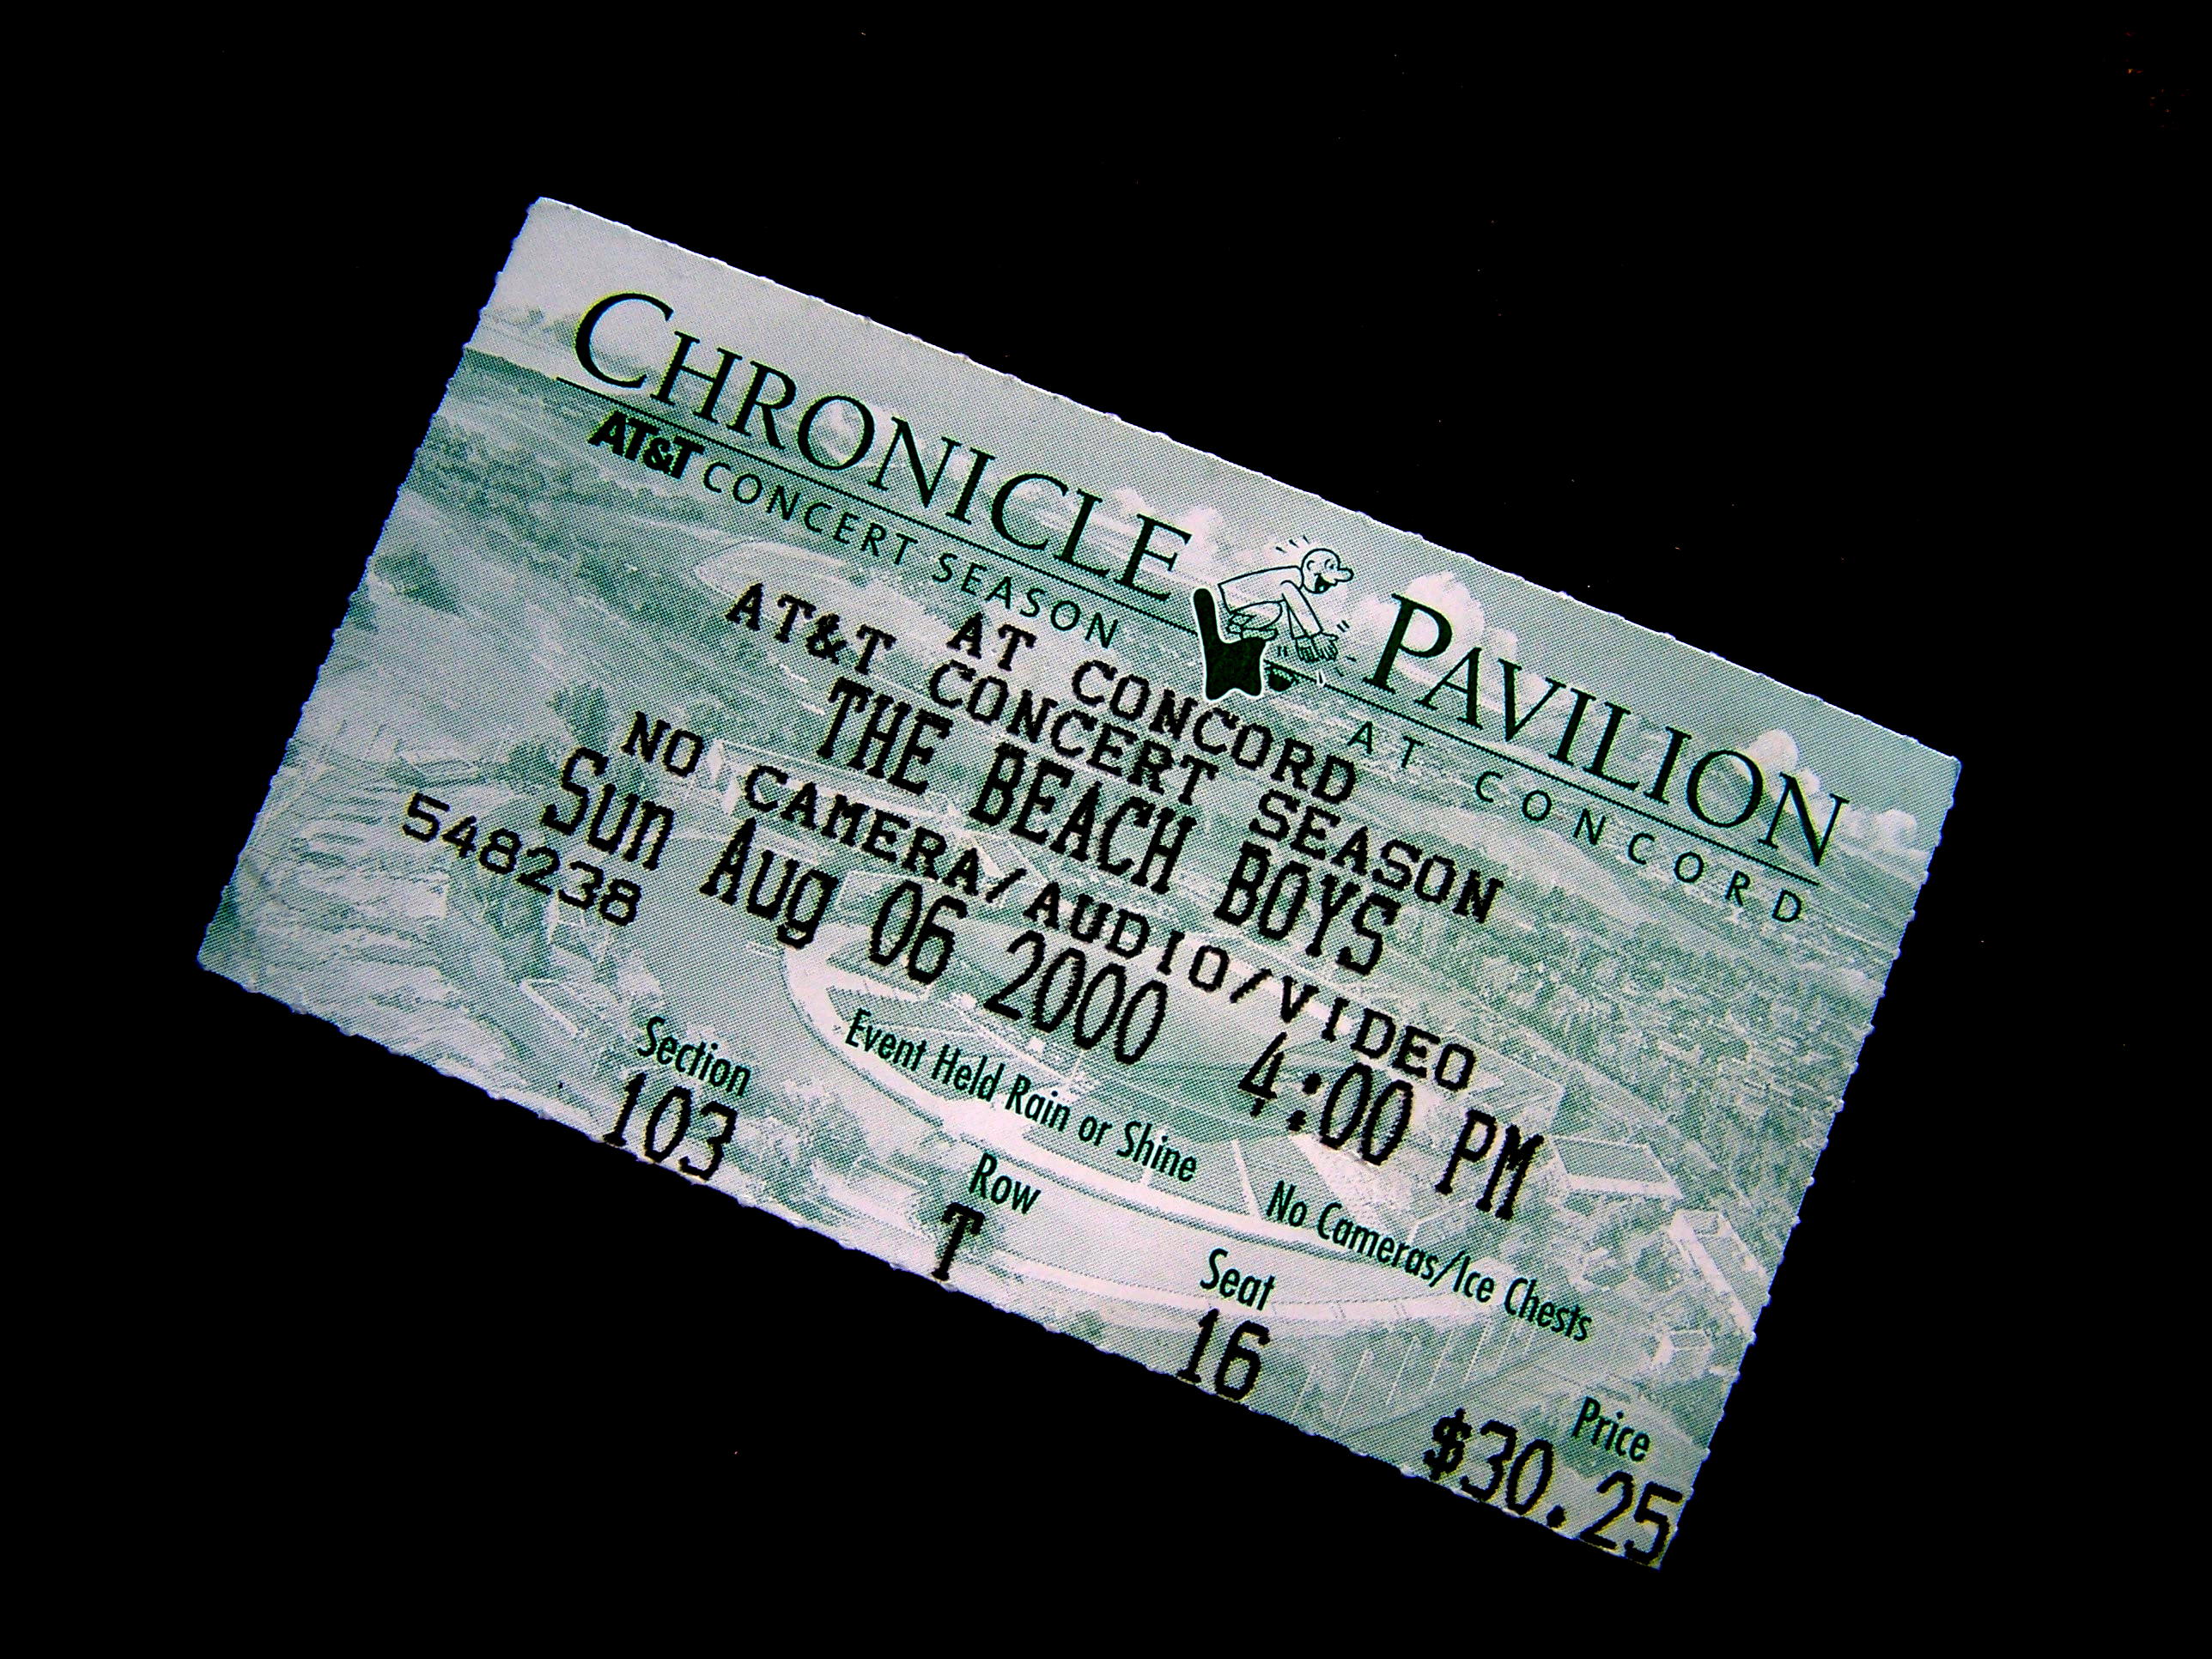 CHRONICLE PAVILION
AT&T CONCERT SEASON
AT CONCORD
AT CONCORD
AT&T CONCERT SEASON
THE BEACH BOYS
NO CAMERA/AUDIO/VIDEO
Sun Aug 06 2000 4:00 PM
548238
Event Held Rain or Shine No Cameras/Ice Chests
Section Row Seat Price
103 T 16 $30.25